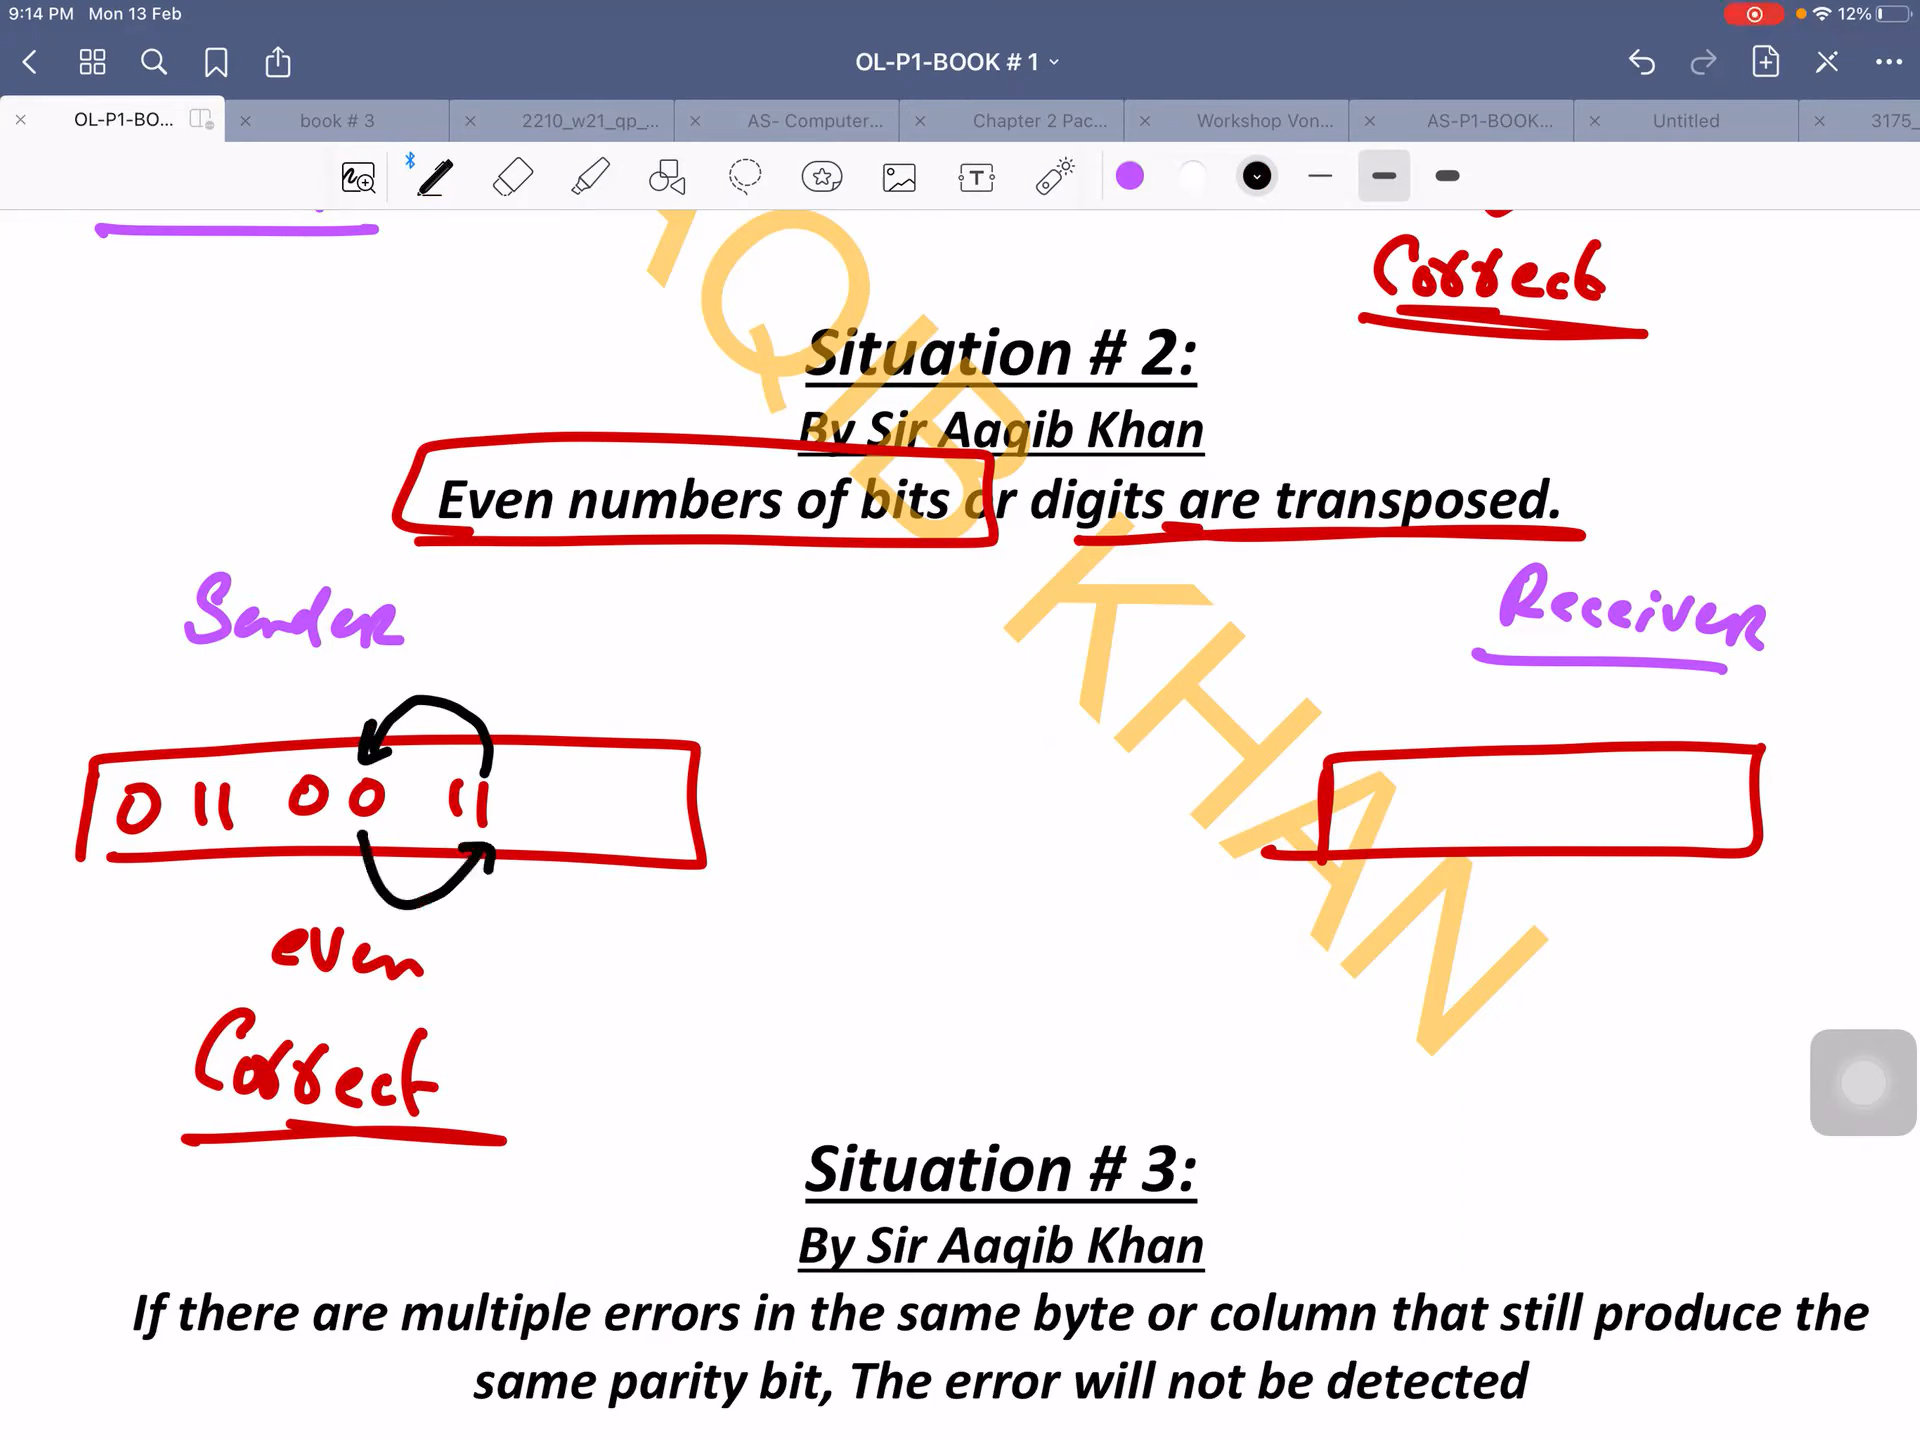 9:14 PM Mon 13 Feb
12%
OL-P1-BOOK # 1
OL-P1-BO...
book # 3
2210_w21_qp_...
AS- Computer...
Chapter 2 Pac...
Workshop Von...
AS-P1-BOOK...
Untitled
3175_
Correct
Situation # 2:
By Sir Aaqib Khan
Even numbers of bits or digits are transposed.
Sender
Receiver
0 11 0 0 11
even
Correct
Situation # 3:
By Sir Aaqib Khan
If there are multiple errors in the same byte or column that still produce the
same parity bit, The error will not be detected
AQIB KHAN